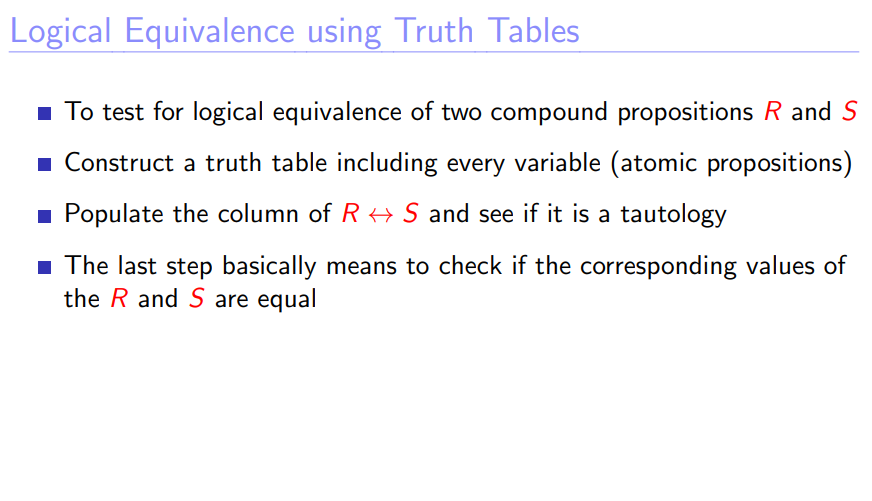 Logical Equivalence using Truth Tables
To test for logical equivalence of two compound propositions R and S
Construct a truth table including every variable (atomic propositions)
Populate the column of R ↔ S and see if it is a tautology
The last step basically means to check if the corresponding values of
the R and S are equal